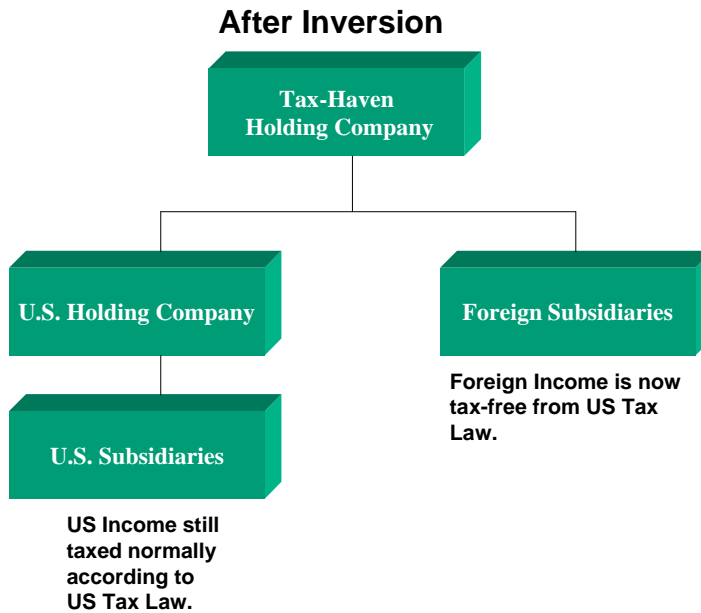 After Inversion
Tax-Haven
Holding Company
U.S. Holding Company
Foreign Subsidiaries
Foreign Income is now
tax-free from US Tax
Law.
U.S. Subsidiaries
US Income still
taxed normally
according to
US Tax Law.